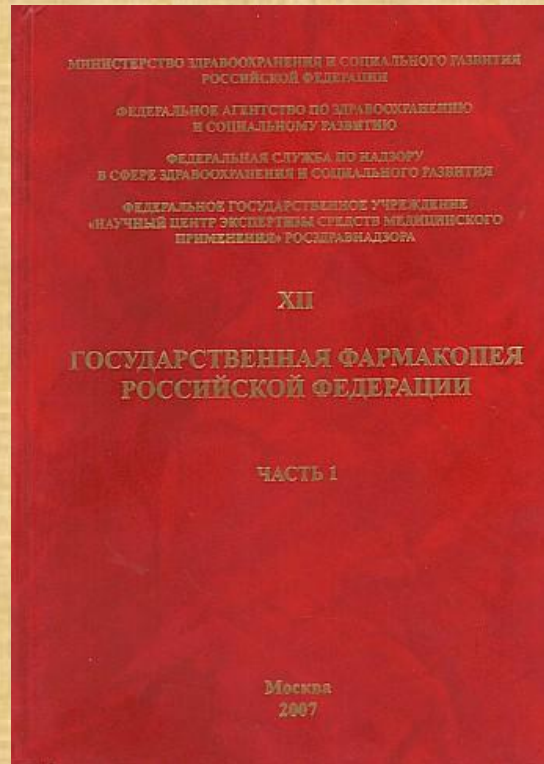 МИНИСТЕРСТВО ЗДРАВООХРАНЕНИЯ И СОЦИАЛЬНОГО РАЗВИТИЯ
РОССИЙСКОЙ ФЕДЕРАЦИИ
ФЕДЕРАЛЬНОЕ АГЕНТСТВО ПО ЗДРАВООХРАНЕНИЮ
И СОЦИАЛЬНОМУ РАЗВИТИЮ
ФЕДЕРАЛЬНАЯ СЛУЖБА ПО НАДЗОРУ
В СФЕРЕ ЗДРАВООХРАНЕНИЯ И СОЦИАЛЬНОГО РАЗВИТИЯ
ФЕДЕРАЛЬНОЕ ГОСУДАРСТВЕННОЕ УЧРЕЖДЕНИЕ
«НАУЧНЫЙ ЦЕНТР ЭКСПЕРТИЗЫ СРЕДСТВ МЕДИЦИНСКОГО
ПРИМЕНЕНИЯ» РОСЗДРАВНАДЗОРА
XII
ГОСУДАРСТВЕННАЯ ФАРМАКОПЕЯ
РОССИЙСКОЙ ФЕДЕРАЦИИ
ЧАСТЬ 1
Москва
2007